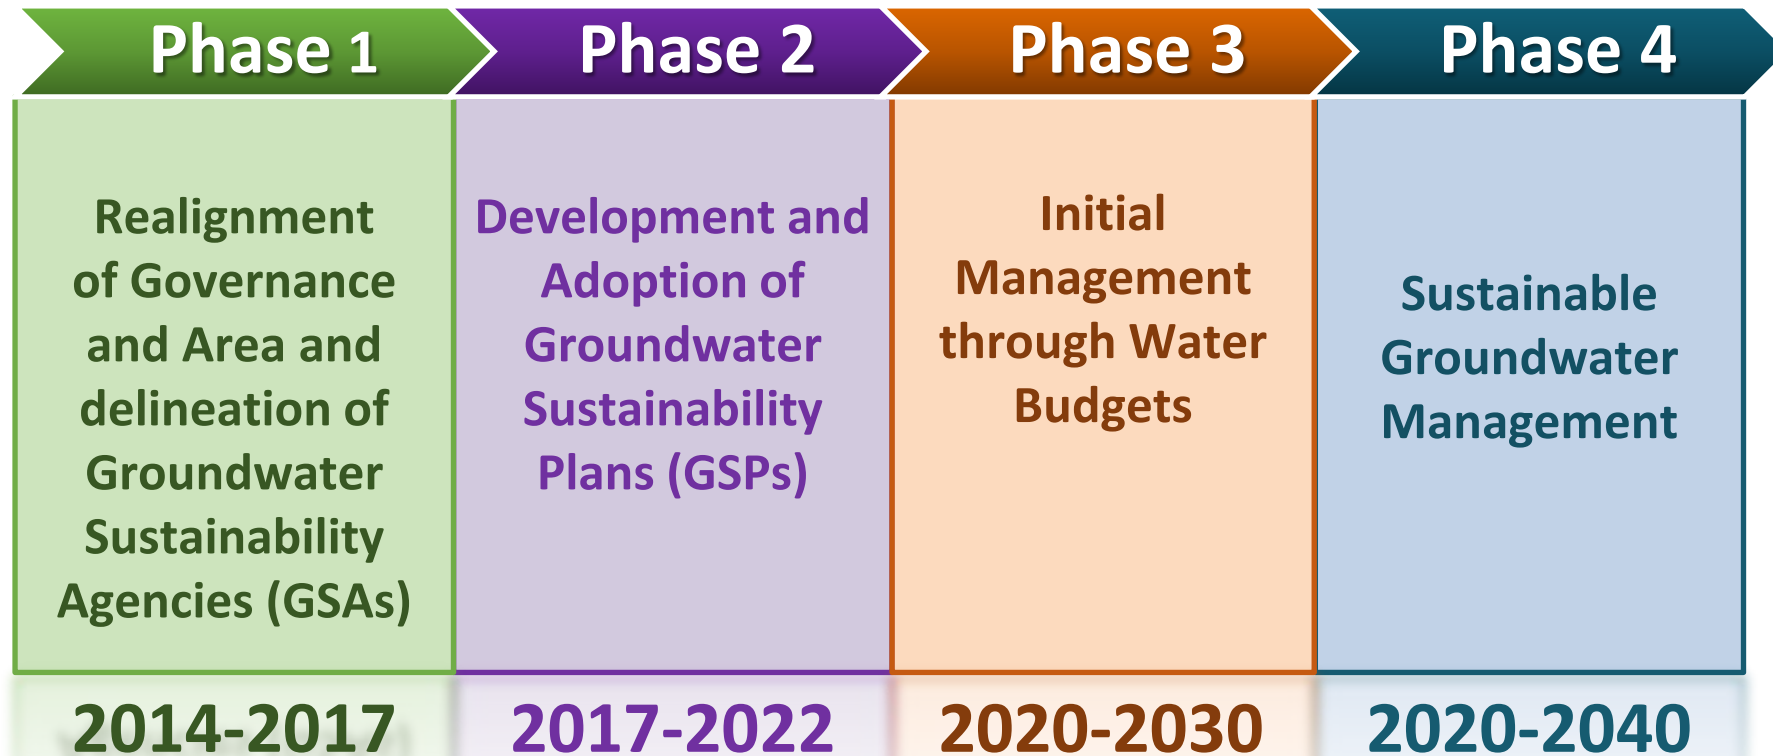 Phase 1
Phase 2
Phase 3
Phase 4
Realignment
of Governance
and Area and
delineation of
Groundwater
Sustainability
Agencies (GSAs)
Development and
Adoption of
Groundwater
Sustainability
Plans (GSPs)
Initial
Management
through Water
Budgets
Sustainable
Groundwater
Management
2014-2017
2017-2022
2020-2030
2020-2040